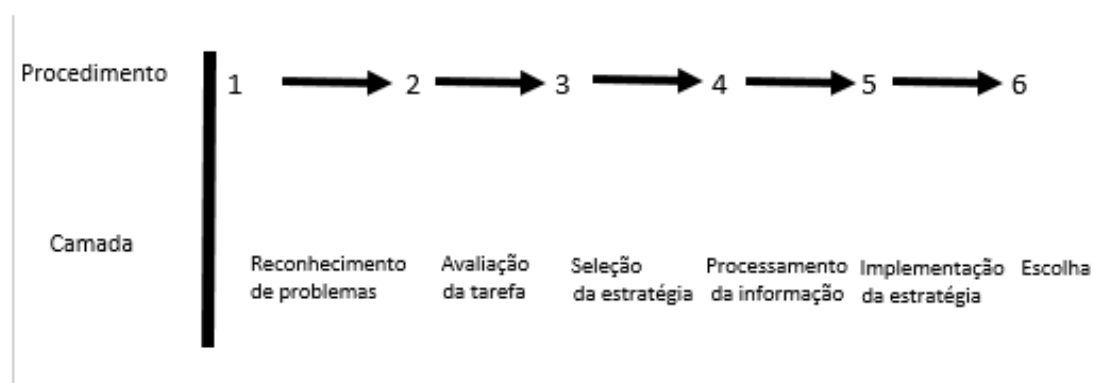 Procedimento
1 2 3 4 5 6
Camada
Reconhecimento
de problemas
Avaliação
da tarefa
Seleção
da estratégia
Processamento
da informação
Implementação
da estratégia
Escolha